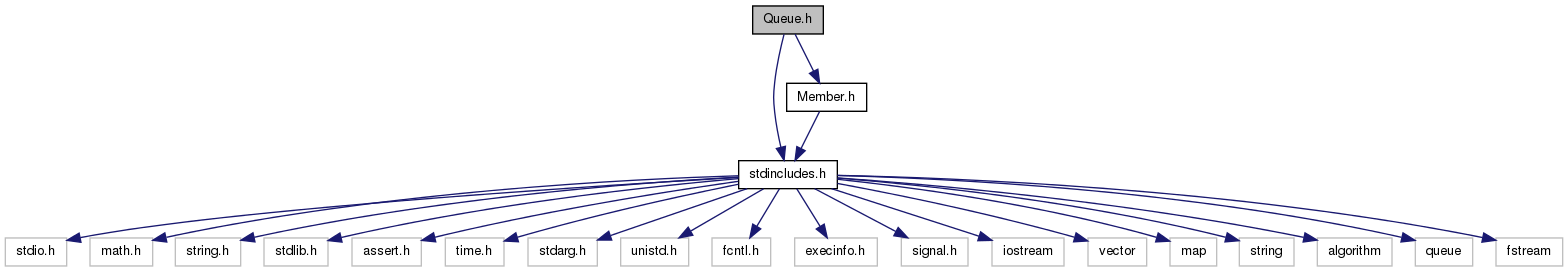 Queue.h
Member.h
stdincludes.h
stdio.h
math.h
string.h
stdlib.h
assert.h
time.h
stdarg.h
unistd.h
fcntl.h
execinfo.h
signal.h
iostream
vector
map
string
algorithm
queue
fstream